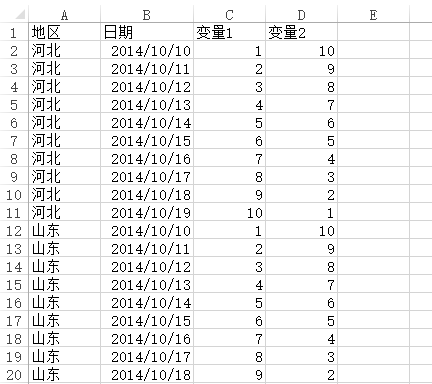 A B C D E
1 地区 日期 变量1 变量2
2 河北 2014/10/10 1 10
3 河北 2014/10/11 2 9
4 河北 2014/10/12 3 8
5 河北 2014/10/13 4 7
6 河北 2014/10/14 5 6
7 河北 2014/10/15 6 5
8 河北 2014/10/16 7 4
9 河北 2014/10/17 8 3
10 河北 2014/10/18 9 2
11 河北 2014/10/19 10 1
12 山东 2014/10/10 1 10
13 山东 2014/10/11 2 9
14 山东 2014/10/12 3 8
15 山东 2014/10/13 4 7
16 山东 2014/10/14 5 6
17 山东 2014/10/15 6 5
18 山东 2014/10/16 7 4
19 山东 2014/10/17 8 3
20 山东 2014/10/18 9 2